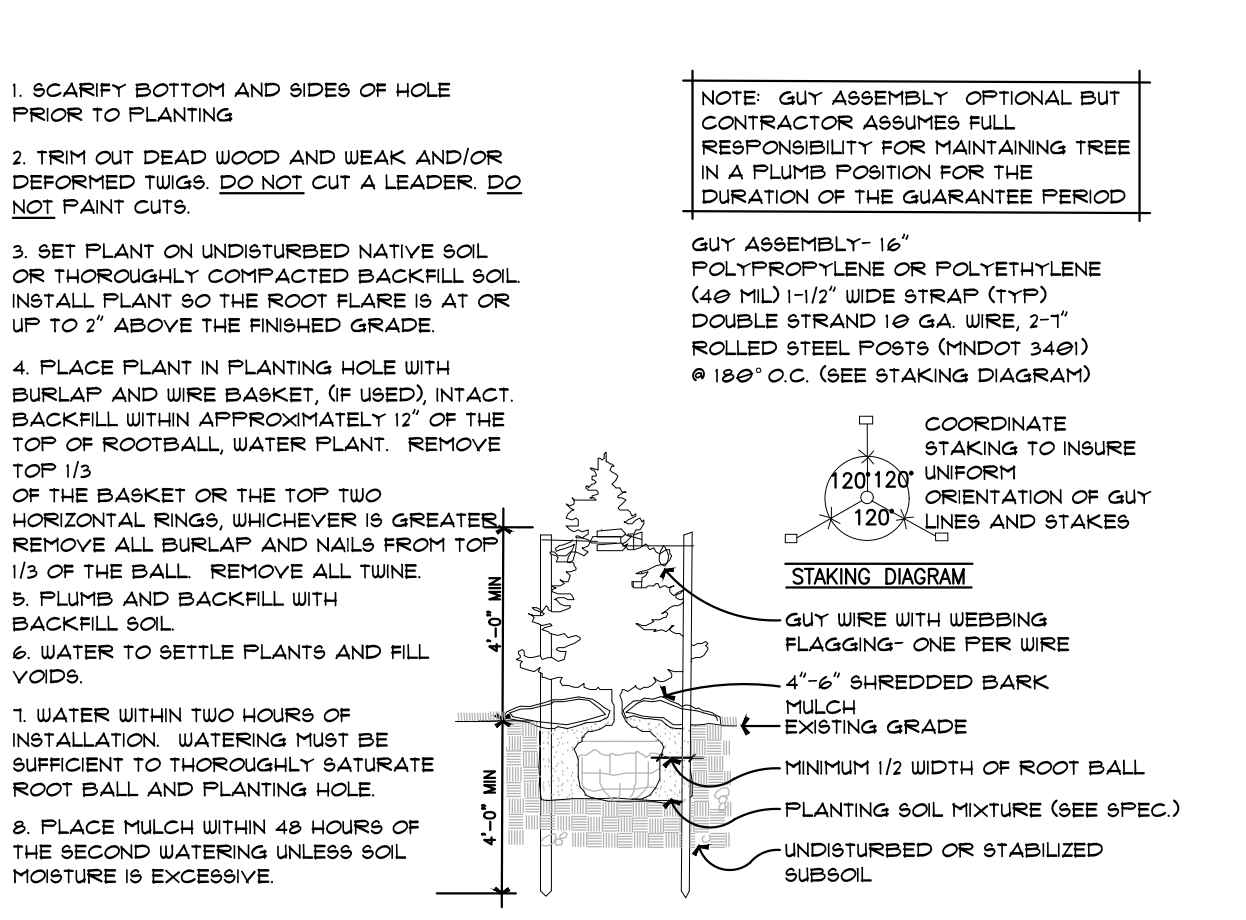 1. SCARIFY BOTTOM AND SIDES OF HOLE
PRIOR TO PLANTING
2. TRIM OUT DEAD WOOD AND WEAK AND/OR
DEFORMED TWIGS. DO NOT CUT A LEADER. DO
NOT PAINT CUTS.
3. SET PLANT ON UNDISTURBED NATIVE SOIL
OR THOROUGHLY COMPACTED BACKFILL SOIL.
INSTALL PLANT SO THE ROOT FLARE IS AT OR
UP TO 2" ABOVE THE FINISHED GRADE.
4. PLACE PLANT IN PLANTING HOLE WITH
BURLAP AND WIRE BASKET, (IF USED), INTACT.
BACKFILL WITHIN APPROXIMATELY 12" OF THE
TOP OF ROOTBALL, WATER PLANT. REMOVE
TOP 1/3
OF THE BASKET OR THE TOP TWO
HORIZONTAL RINGS, WHICHEVER IS GREATER.
REMOVE ALL BURLAP AND NAILS FROM TOP
1/3 OF THE BALL. REMOVE ALL TWINE.
5. PLUMB AND BACKFILL WITH
BACKFILL SOIL.
6. WATER TO SETTLE PLANTS AND FILL
VOIDS.
7. WATER WITHIN TWO HOURS OF
INSTALLATION. WATERING MUST BE
SUFFICIENT TO THOROUGHLY SATURATE
ROOT BALL AND PLANTING HOLE.
8. PLACE MULCH WITHIN 48 HOURS OF
THE SECOND WATERING UNLESS SOIL
MOISTURE IS EXCESSIVE.
4'-0" MIN
4'-0" MIN
NOTE: GUY ASSEMBLY OPTIONAL BUT
CONTRACTOR ASSUMES FULL
RESPONSIBILITY FOR MAINTAINING TREE
IN A PLUMB POSITION FOR THE
DURATION OF THE GUARANTEE PERIOD
GUY ASSEMBLY- 16"
POLYPROPYLENE OR POLYETHYLENE
(40 MIL) 1-1/2" WIDE STRAP (TYP)
DOUBLE STRAND 10 GA. WIRE, 2-7"
ROLLED STEEL POSTS (MNDOT 3401)
@ 180° O.C. (SEE STAKING DIAGRAM)
120° 120°
120°
COORDINATE
STAKING TO INSURE
UNIFORM
ORIENTATION OF GUY
LINES AND STAKES
STAKING DIAGRAM
GUY WIRE WITH WEBBING
FLAGGING- ONE PER WIRE
4"-6" SHREDDED BARK
MULCH
EXISTING GRADE
MINIMUM 1/2 WIDTH OF ROOT BALL
PLANTING SOIL MIXTURE (SEE SPEC.)
UNDISTURBED OR STABILIZED
SUBSOIL